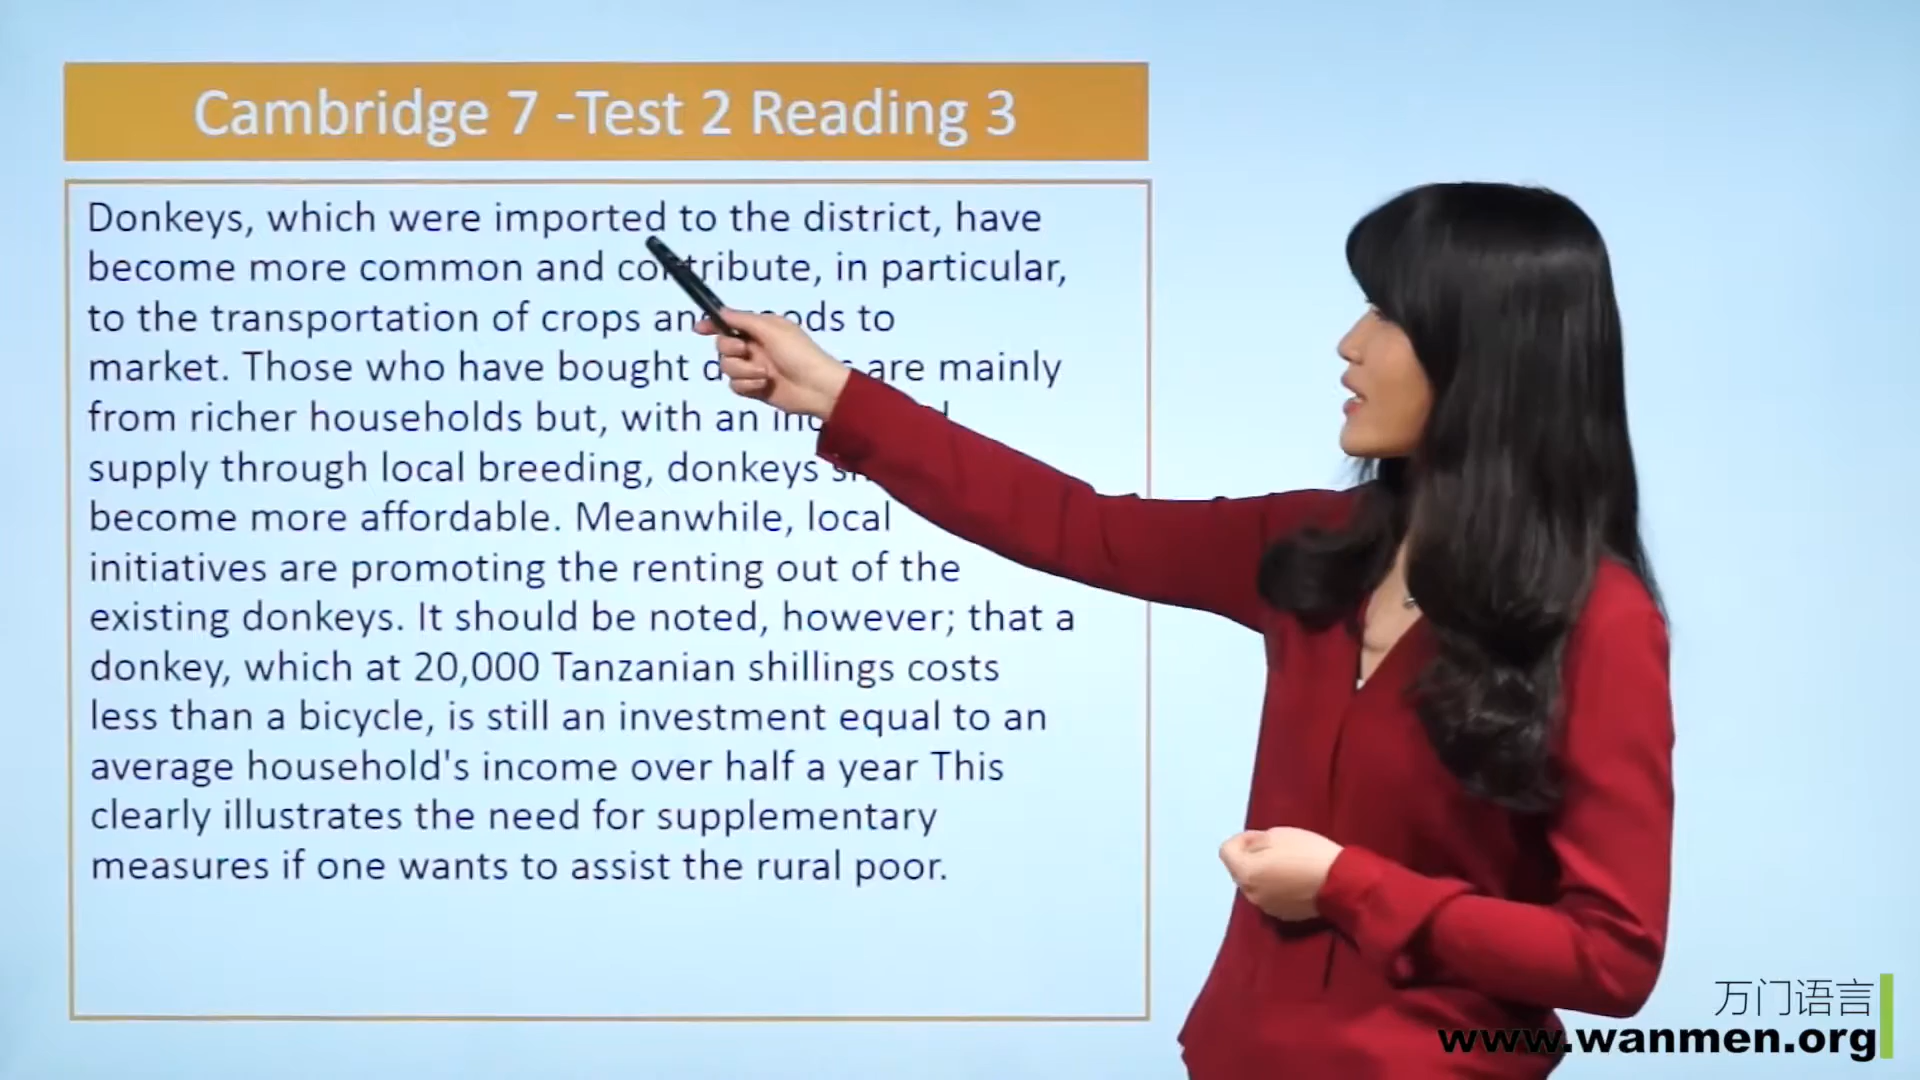 Cambridge 7 -Test 2 Reading 3
Donkeys, which were imported to the district, have
become more common and contribute, in particular,
to the transportation of crops and goods to
market. Those who have bought are mainly
from richer households but, with an
supply through local breeding, donkeys
become more affordable. Meanwhile, local
initiatives are promoting the renting out of the
existing donkeys. It should be noted, however; that a
donkey, which at 20,000 Tanzanian shillings costs
less than a bicycle, is still an investment equal to an
average household's income over half a year This
clearly illustrates the need for supplementary
measures if one wants to assist the rural poor.
万门语言
www.wanmen.org